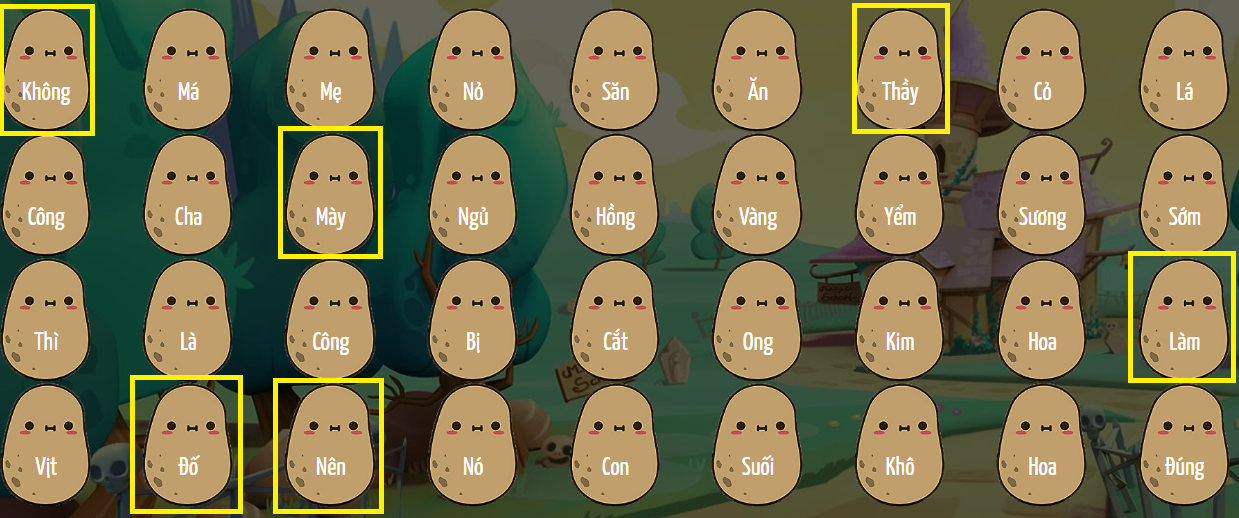 Không Má Mẹ Nỏ Săn Ăn Thầy Cỏ Lá
Công Cha Mày Ngủ Hồng Vàng Yểm Sương Sớm
Thì Là Công Bị Cắt Ong Kim Hoa Làm
Vịt Đố Nên Nó Con Suối Khô Hoa Đúng